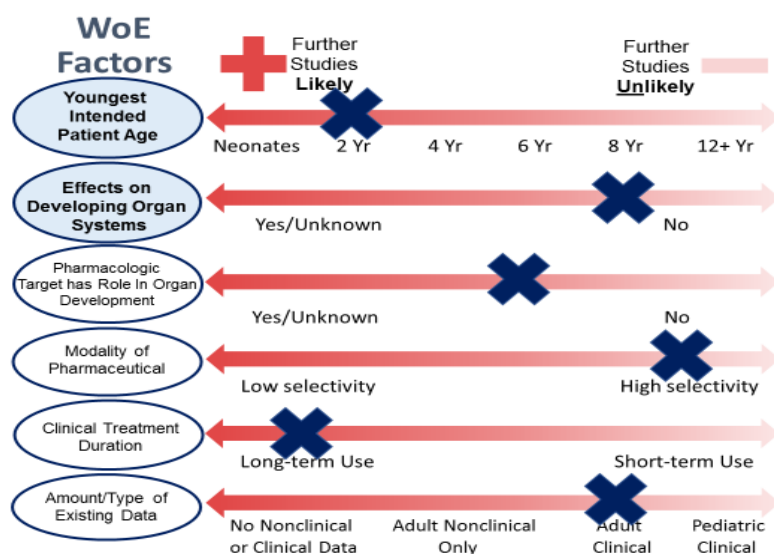 WoE
Factors
Further
Studies
Likely
Further
Studies
Unlikely
Youngest
Intended
Patient Age
Neonates 2 Yr 4 Yr 6 Yr 8 Yr 12+ Yr
Effects on
Developing Organ
Systems
Yes/Unknown No
Pharmacologic
Target has Role In Organ
Development
Yes/Unknown No
Modality of
Pharmaceutical
Low selectivity High selectivity
Clinical Treatment
Duration
Long-term Use Short-term Use
Amount/Type of
Existing Data
No Nonclinical
or Clinical Data
Adult Nonclinical
Only
Adult
Clinical
Pediatric
Clinical